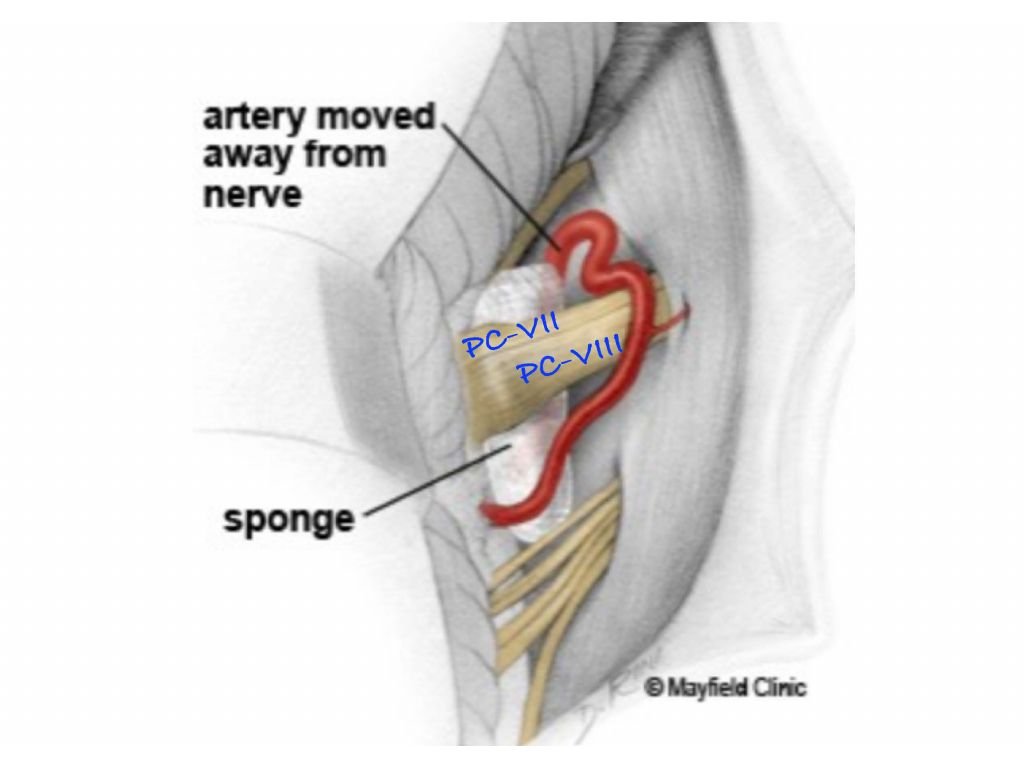 artery moved
away from
nerve
PC-VII
PC-VIII
sponge
© Mayfield Clinic